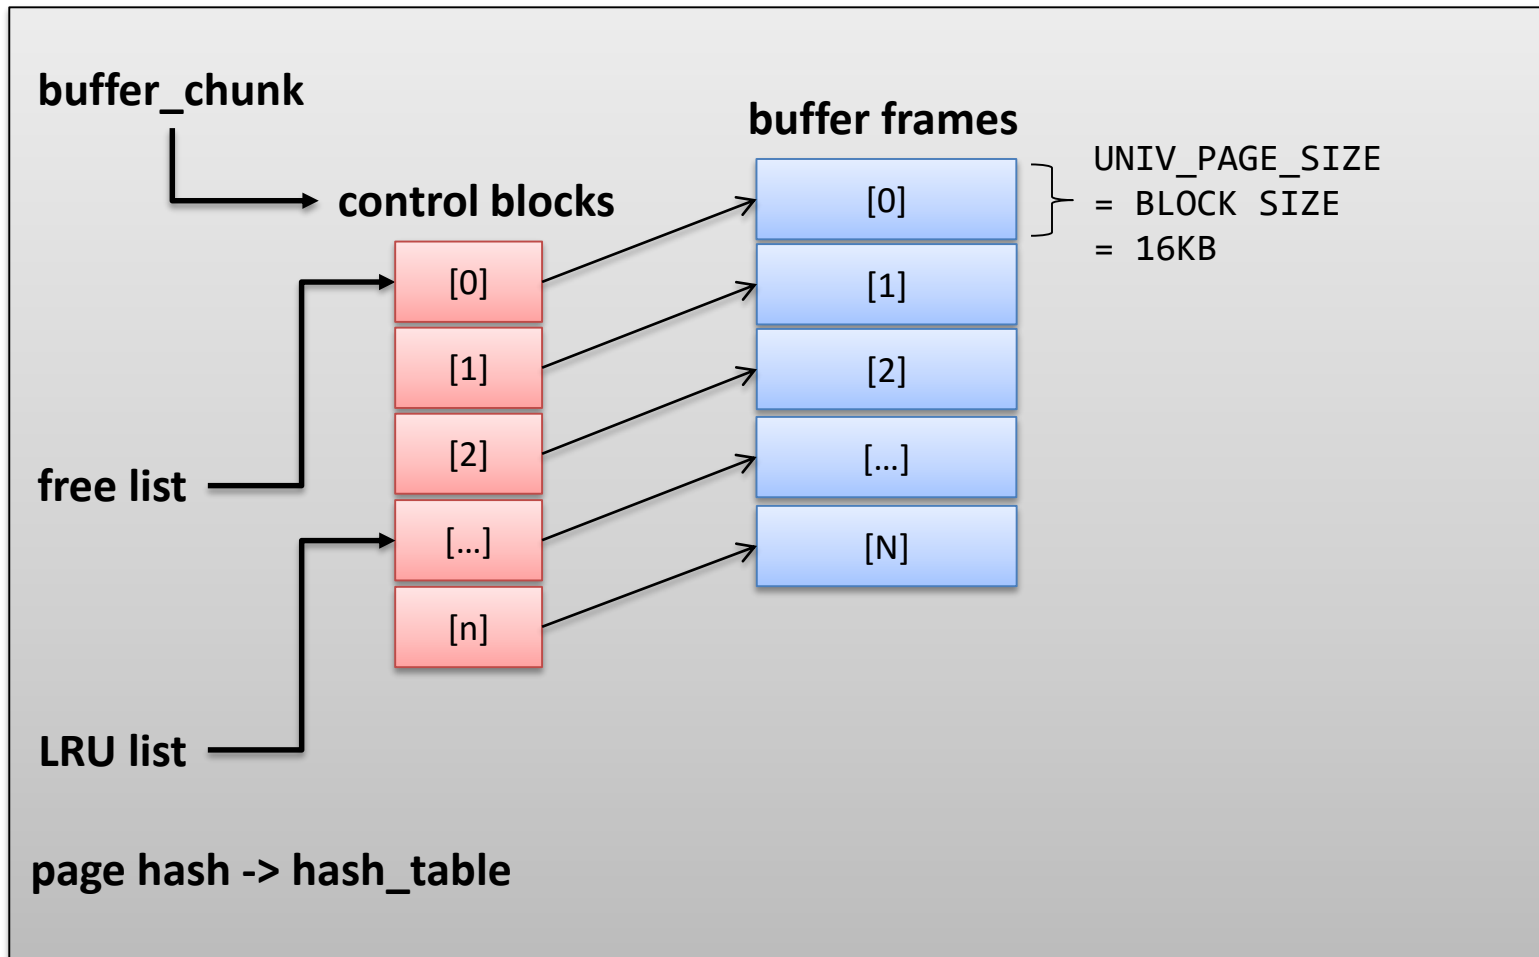 buffer_chunk
buffer frames
control blocks
UNIV_PAGE_SIZE
= BLOCK SIZE
= 16KB
[0]
[1]
[2]
[...]
[n]
[0]
[1]
[2]
[...]
[N]
free list
LRU list
page hash -> hash_table